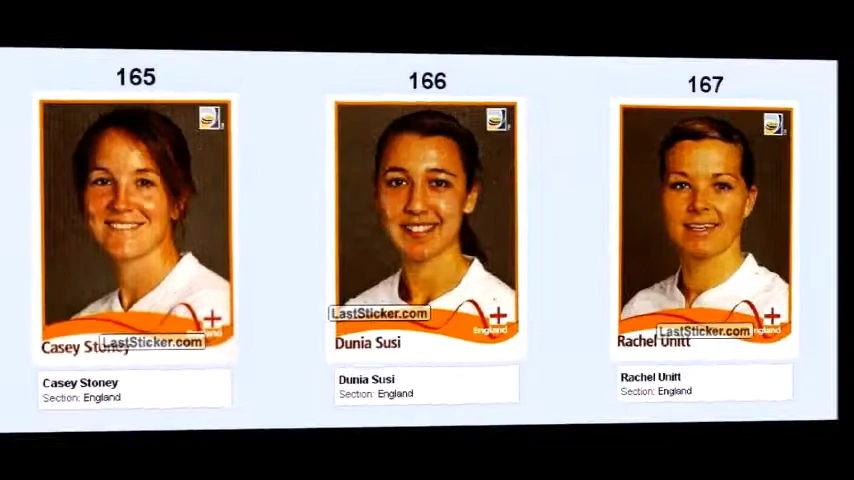 165
166
167
England
England
England
Casey Stoney
LastSticker.com
Dunia Susi
LastSticker.com
Rachel Unitt
LastSticker.com
Casey Stoney
Section: England
Dunia Susi
Section: England
Rachel Unitt
Section: England